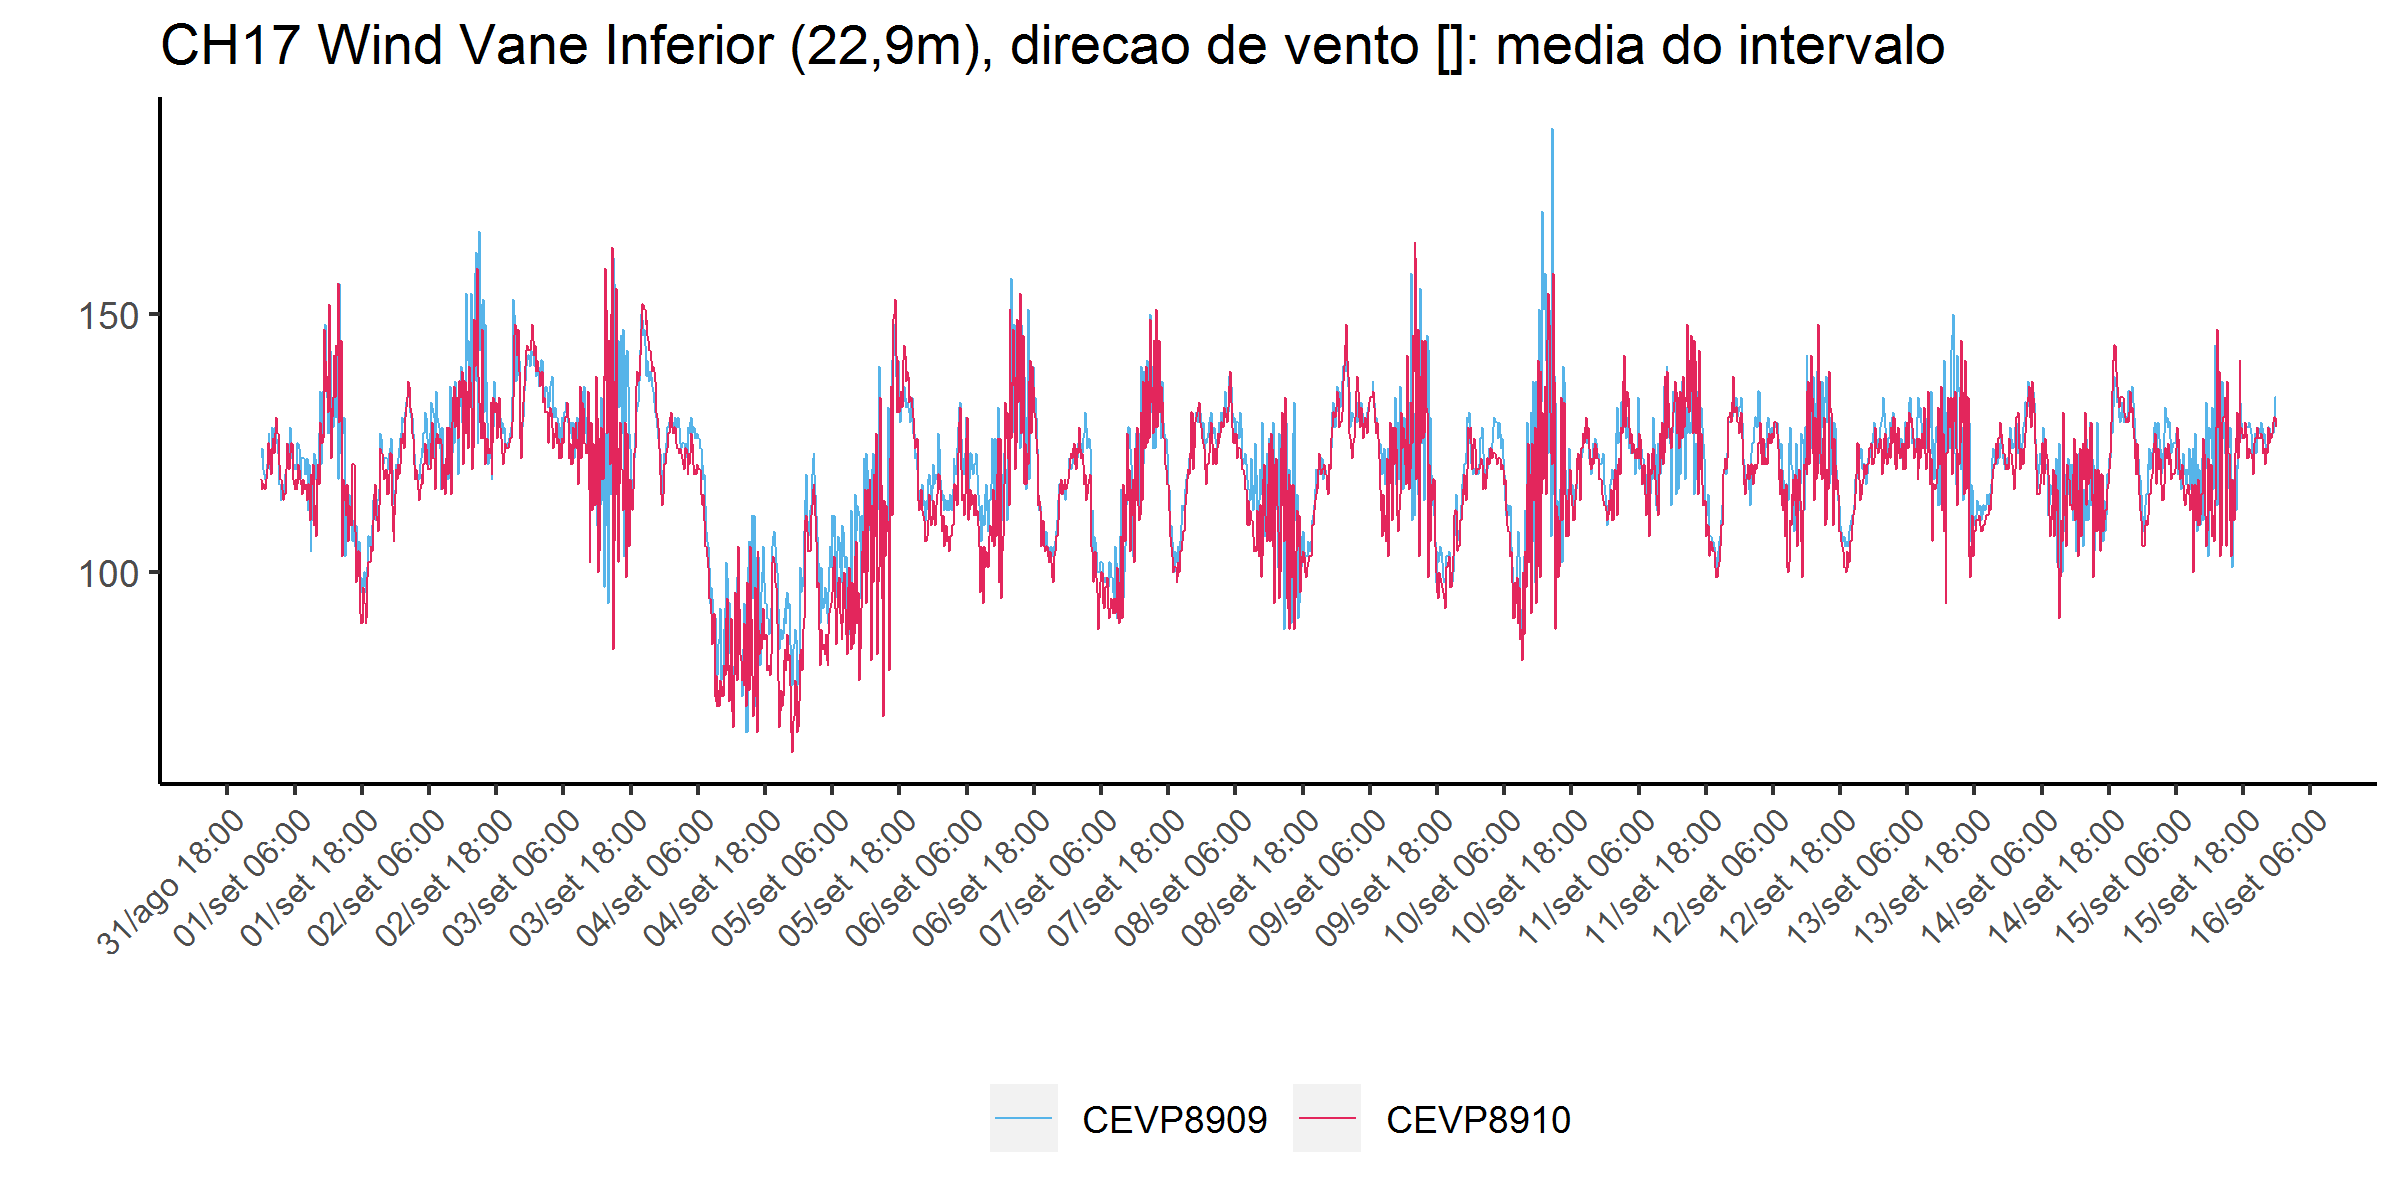 CH17 Wind Vane Inferior (22,9m), direcao de vento []: media do intervalo
150
100
31/ago 18:00
01/set 06:00
01/set 18:00
02/set 06:00
02/set 18:00
03/set 06:00
03/set 18:00
04/set 06:00
04/set 18:00
05/set 06:00
05/set 18:00
06/set 06:00
06/set 18:00
07/set 06:00
07/set 18:00
08/set 06:00
08/set 18:00
09/set 06:00
09/set 18:00
10/set 06:00
10/set 18:00
11/set 06:00
11/set 18:00
12/set 06:00
12/set 18:00
13/set 06:00
13/set 18:00
14/set 06:00
14/set 18:00
15/set 06:00
15/set 18:00
16/set 06:00
CEVP8909
CEVP8910